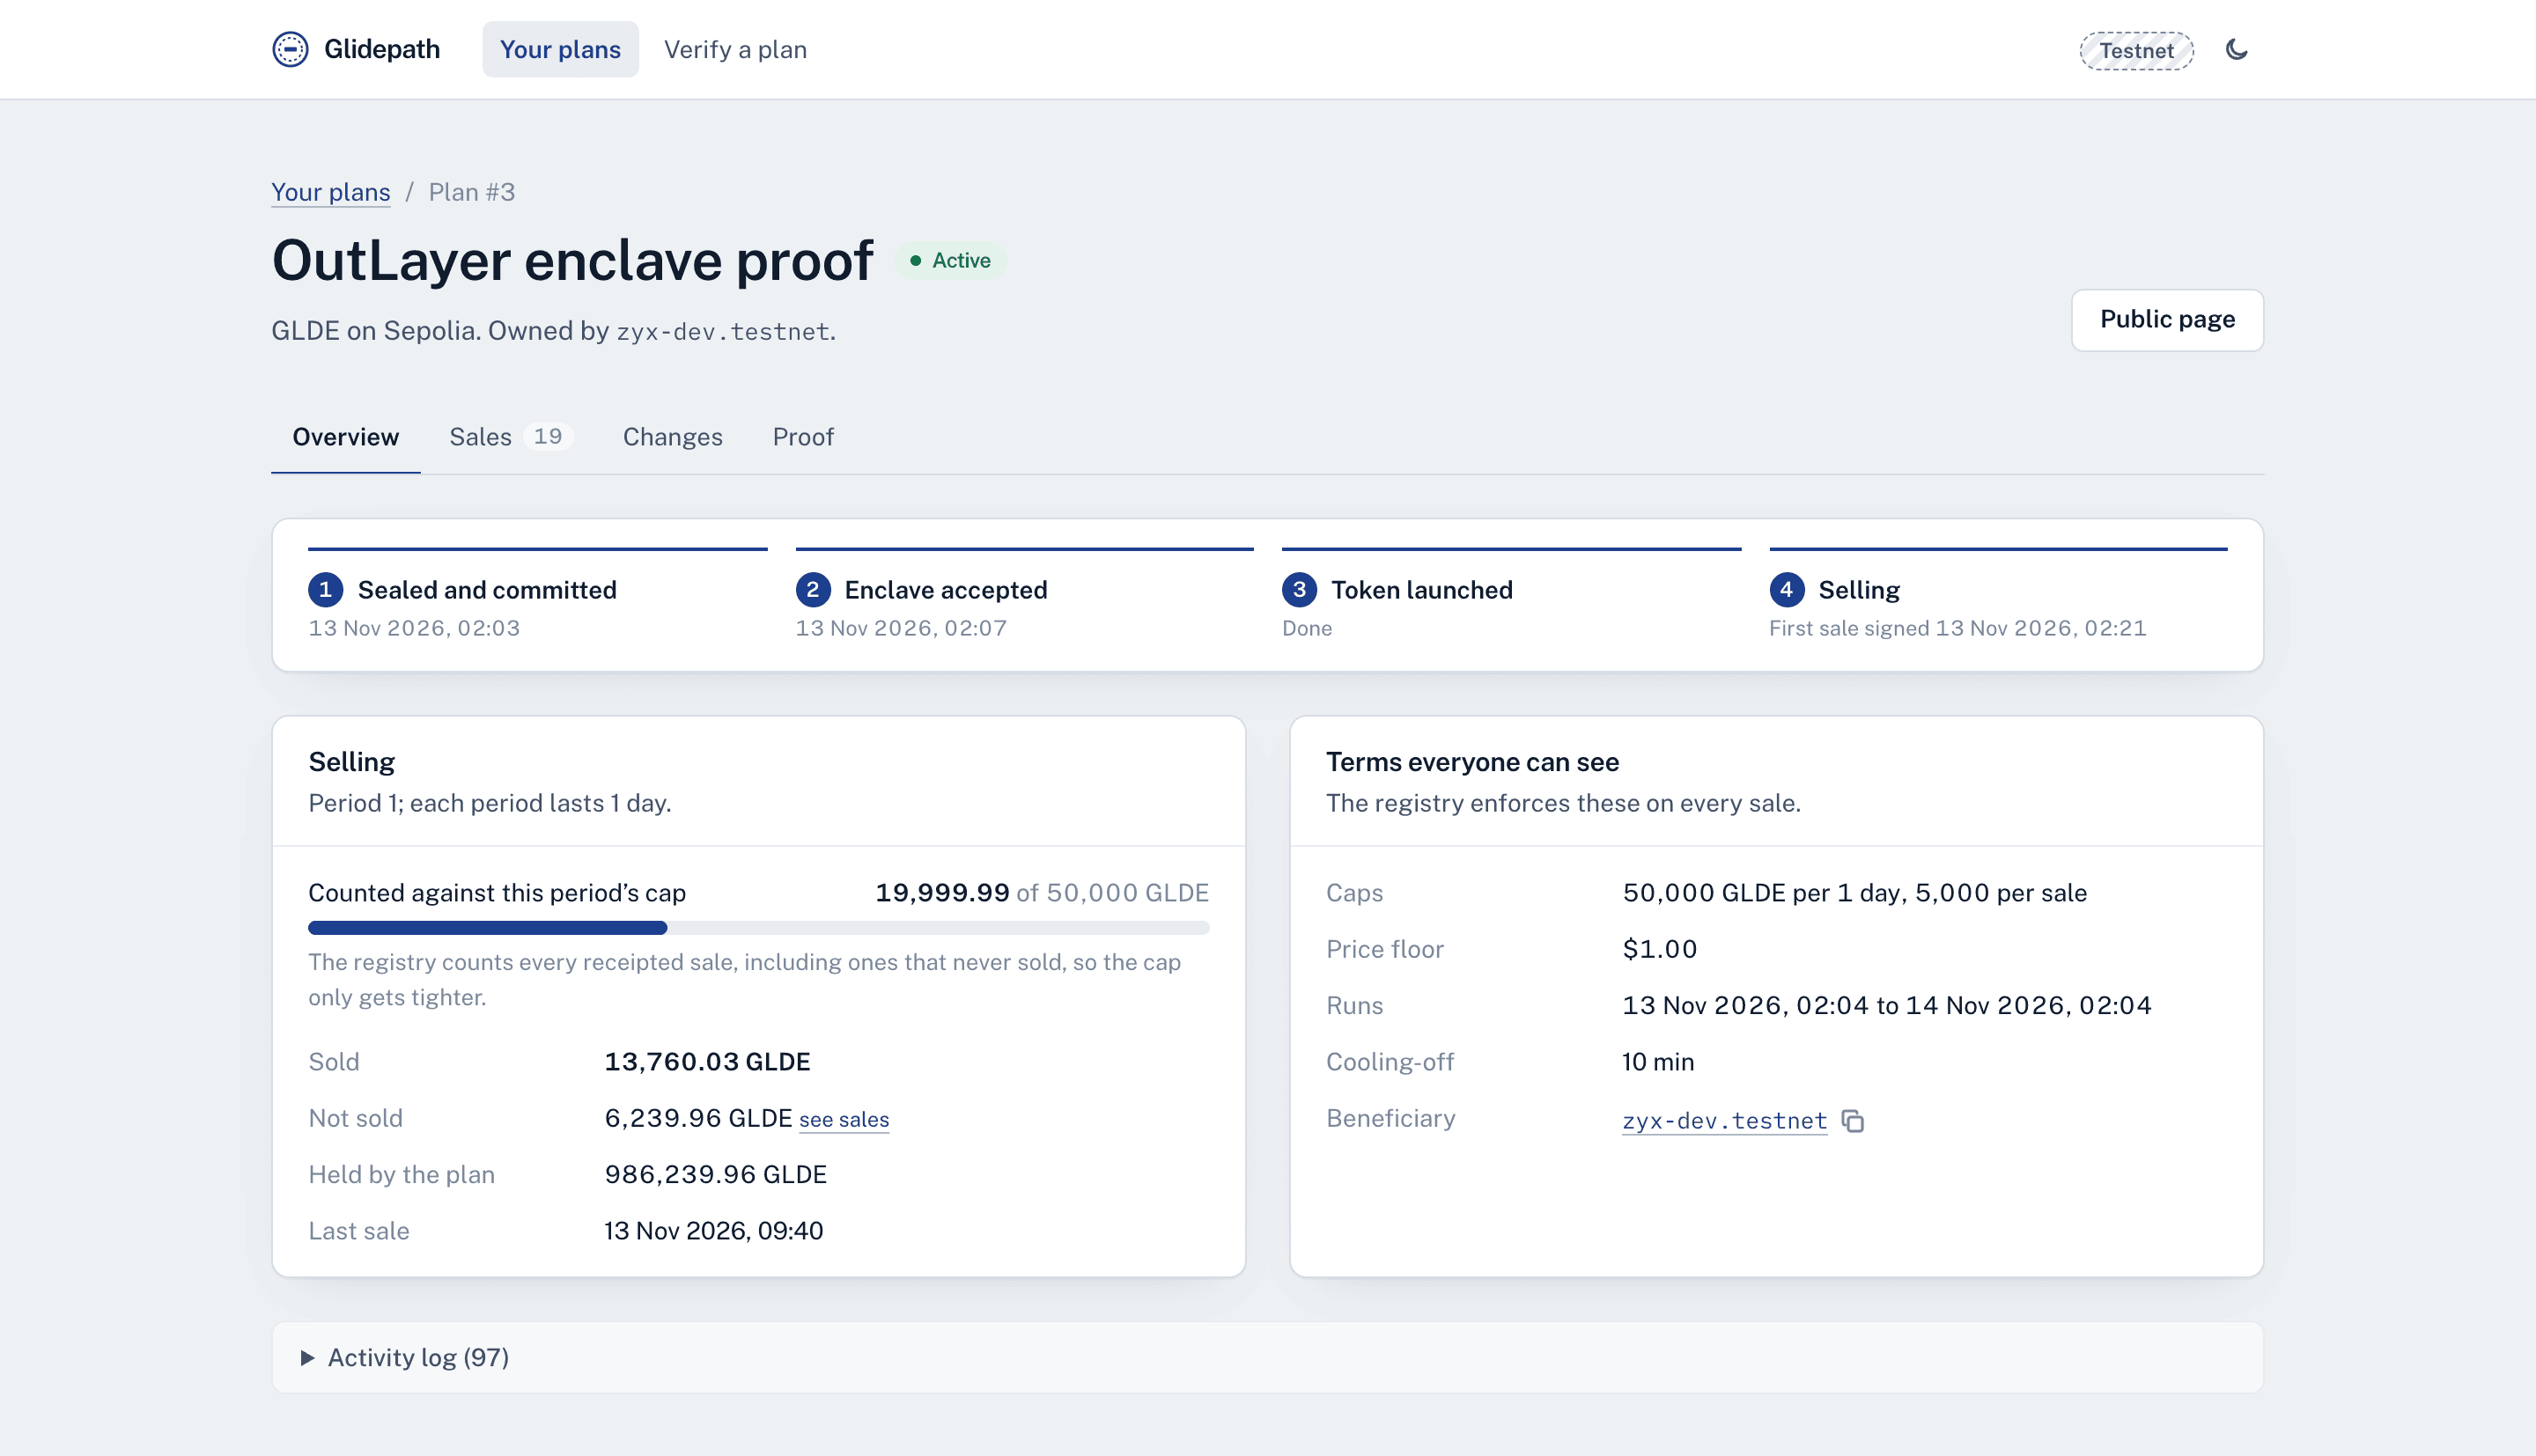 Glidepath
Your plans
Verify a plan
Testnet
Your plans / Plan #3
OutLayer enclave proof
Active
GLDE on Sepolia. Owned by zyx-dev.testnet.
Public page
Overview
Sales 19
Changes
Proof
1 Sealed and committed
13 Nov 2026, 02:03
2 Enclave accepted
13 Nov 2026, 02:07
3 Token launched
Done
4 Selling
First sale signed 13 Nov 2026, 02:21
Selling
Period 1; each period lasts 1 day.
Counted against this period’s cap 19,999.99 of 50,000 GLDE
The registry counts every receipted sale, including ones that never sold, so the cap
only gets tighter.
Sold 13,760.03 GLDE
Not sold 6,239.96 GLDE see sales
Held by the plan 986,239.96 GLDE
Last sale 13 Nov 2026, 09:40
Terms everyone can see
The registry enforces these on every sale.
Caps 50,000 GLDE per 1 day, 5,000 per sale
Price floor $1.00
Runs 13 Nov 2026, 02:04 to 14 Nov 2026, 02:04
Cooling-off 10 min
Beneficiary zyx-dev.testnet
Activity log (97)